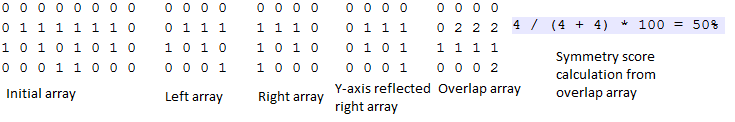 0 0 0 0 0 0 0 0 0 0 0 0 0 0 0 0 0 0 0 0 0 0 0 0
0 1 1 1 1 1 1 0 0 1 1 1 1 1 1 0 0 1 1 1 0 2 2 2 4 / (4 + 4) * 100 = 50%
1 0 1 0 1 0 1 0 1 0 1 0 1 0 1 0 0 1 0 1 1 1 1 1
0 0 0 1 1 0 0 0 0 0 0 1 1 0 0 0 0 0 0 1 0 0 0 2
Initial array
Left array
Right array
Y-axis reflected
right array
Overlap array
Symmetry score
calculation from
overlap array